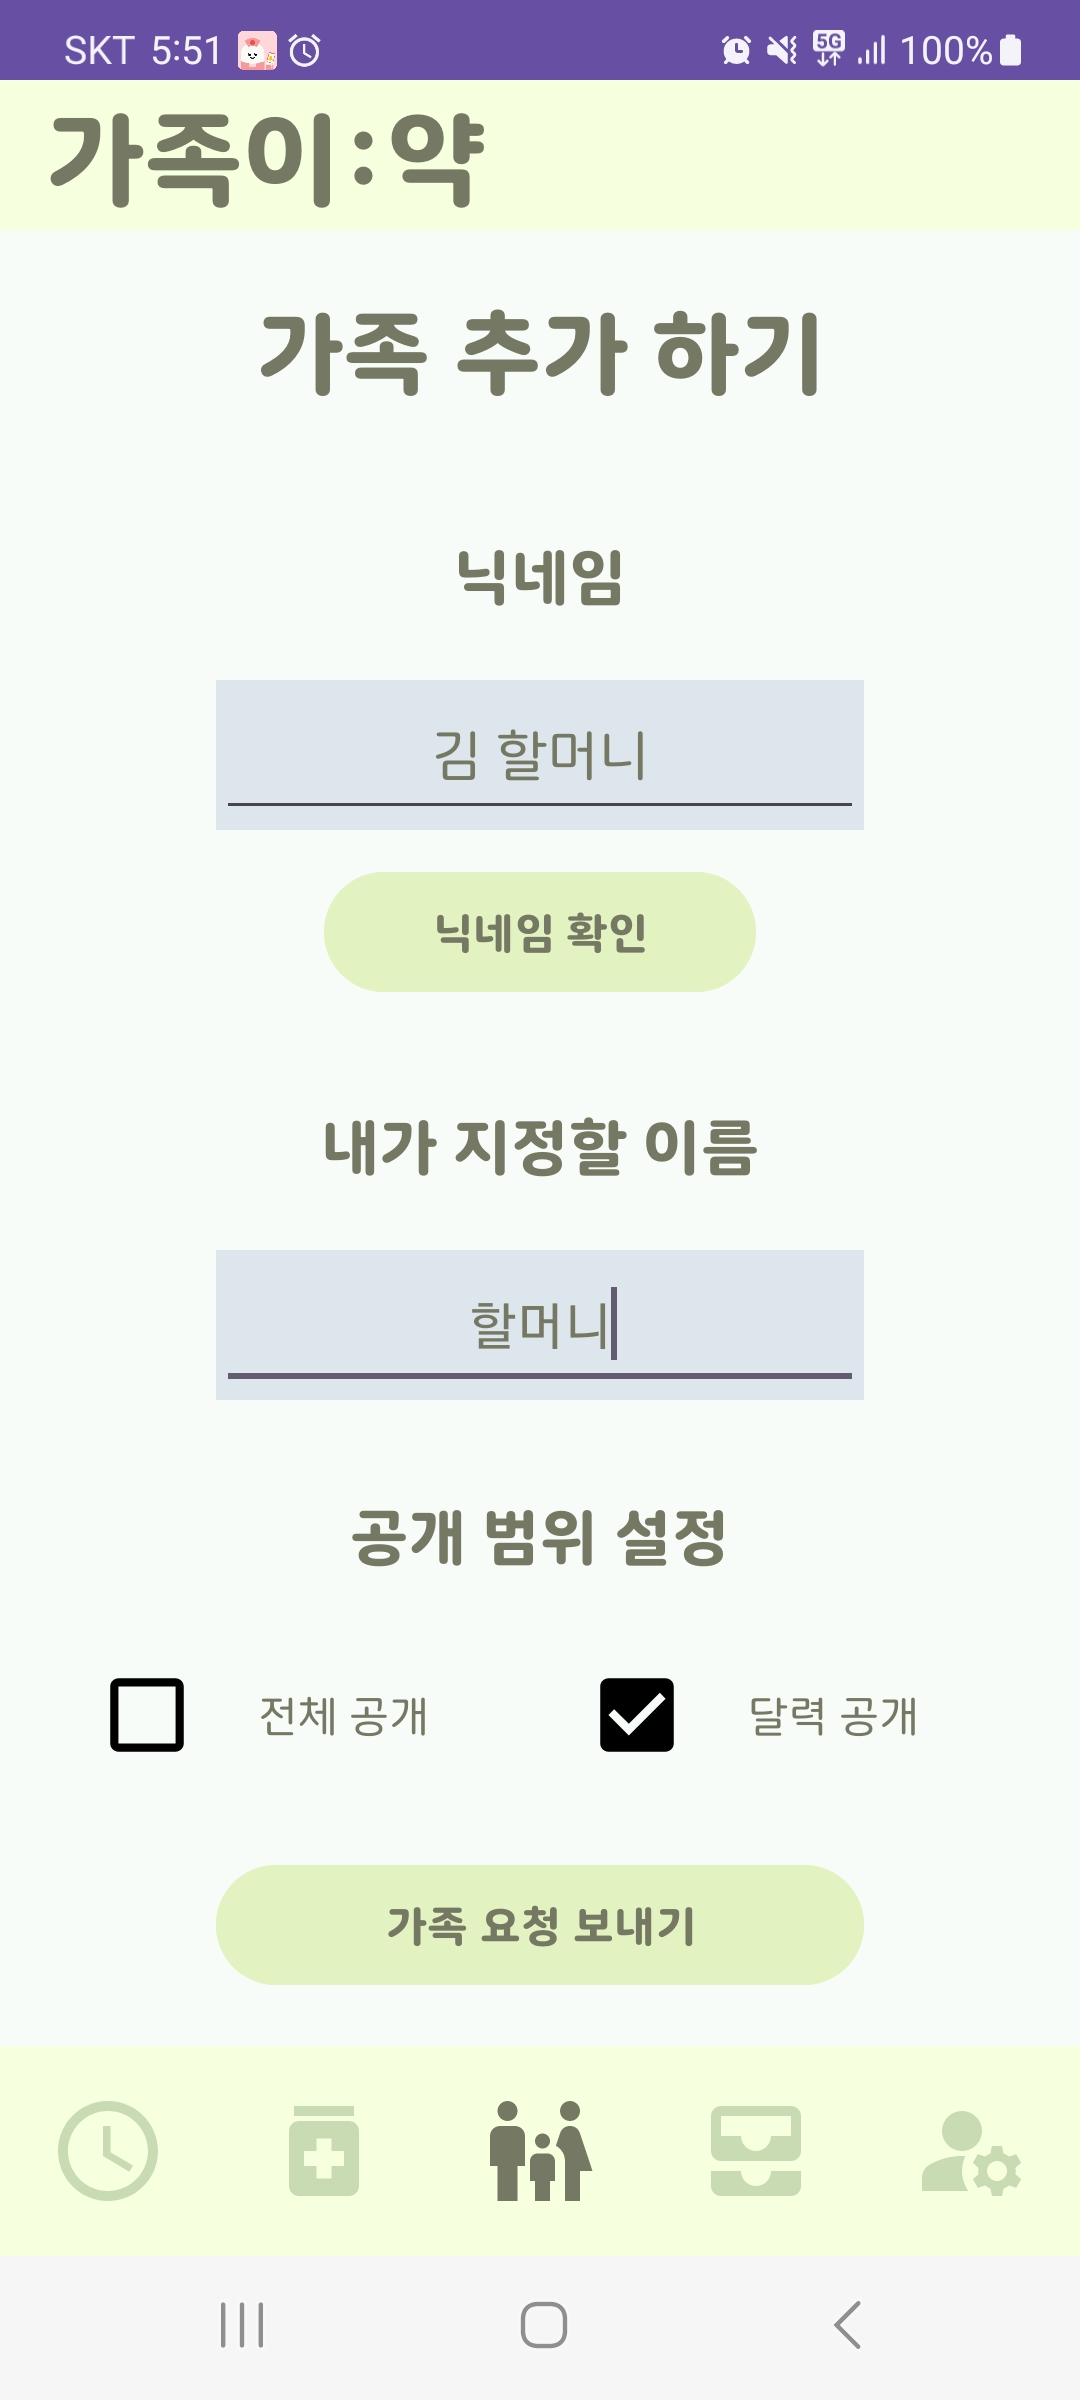 SKT 5:51 5G 100%
가족이:약
가족 추가 하기
닉네임
김 할머니
닉네임 확인
내가 지정할 이름
할머니
공개 범위 설정
전체 공개 달력 공개
가족 요청 보내기